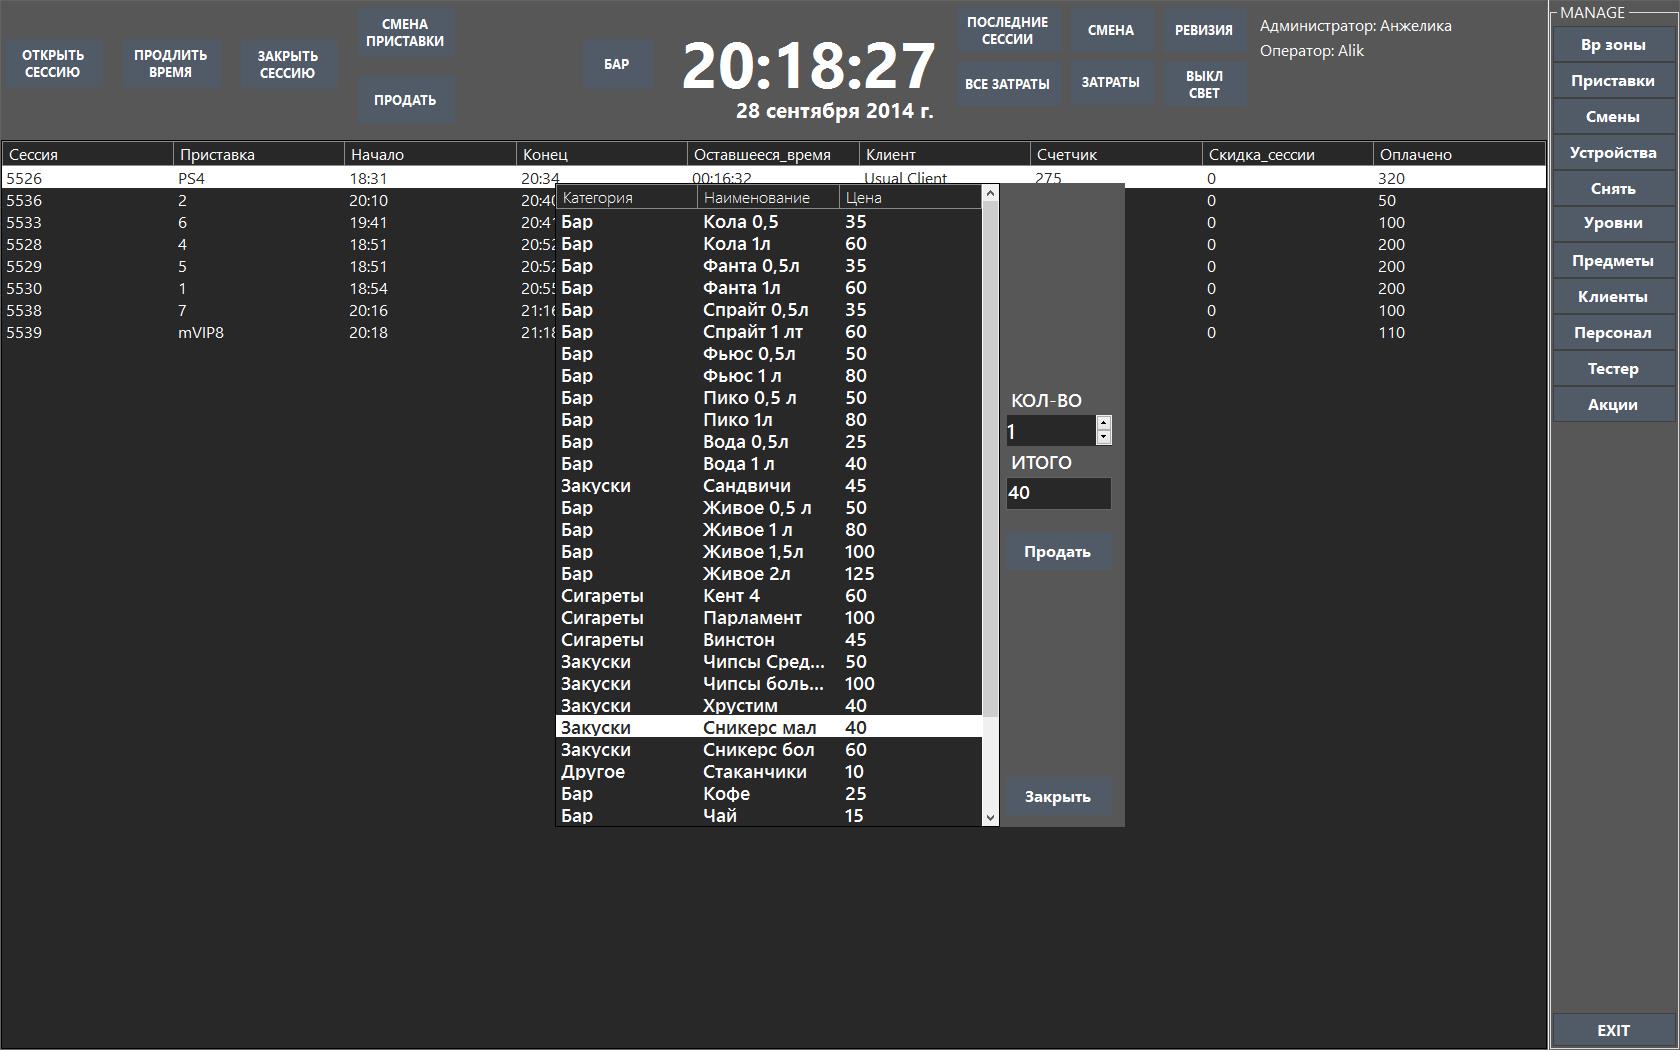 ОТКРЫТЬ
СЕССИЮ
ПРОДЛИТЬ
ВРЕМЯ
ЗАКРЫТЬ
СЕССИЮ
СМЕНА
ПРИСТАВКИ
ПРОДАТЬ
БАР
20:18:27
28 сентября 2014 г.
ПОСЛЕДНИЕ
СЕССИИ
СМЕНА
РЕВИЗИЯ
ВСЕ ЗАТРАТЫ
ЗАТРАТЫ
ВЫКЛ
СВЕТ
Администратор: Анжелика
Оператор: Alik
Сессия Приставка Начало Конец Оставшееся_время Клиент Счетчик Скидка_сессии Оплачено
5526 PS4 18:31 20:34 00:16:32 Usual Client 275 0 320
5536 2 20:10 20:40 0 50
5533 6 19:41 20:41 0 100
5528 4 18:51 20:52 0 200
5529 5 18:51 20:52 0 200
5530 1 18:54 20:55 0 200
5538 7 20:16 21:16 0 100
5539 mVIP8 20:18 21:18 0 110
Категория Наименование Цена
Бар Кола 0,5 35
Бар Кола 1л 60
Бар Фанта 0,5л 35
Бар Фанта 1л 60
Бар Спрайт 0,5л 35
Бар Спрайт 1 лт 60
Бар Фьюс 0,5л 50
Бар Фьюс 1 л 80
Бар Пико 0,5 л 50
Бар Пико 1л 80
Бар Вода 0,5л 25
Бар Вода 1 л 40
Закуски Сандвичи 45
Бар Живое 0,5 л 50
Бар Живое 1 л 80
Бар Живое 1,5л 100
Бар Живое 2л 125
Сигареты Кент 4 60
Сигареты Парламент 100
Сигареты Винстон 45
Закуски Чипсы Сред... 50
Закуски Чипсы боль... 100
Закуски Хрустим 40
Закуски Сникерс мал 40
Закуски Сникерс бол 60
Другое Стаканчики 10
Бар Кофе 25
Бар Чай 15
КОЛ-ВО
1
ИТОГО
40
Продать
Закрыть
MANAGE
Вр зоны
Приставки
Смены
Устройства
Снять
Уровни
Предметы
Клиенты
Персонал
Тестер
Акции
EXIT